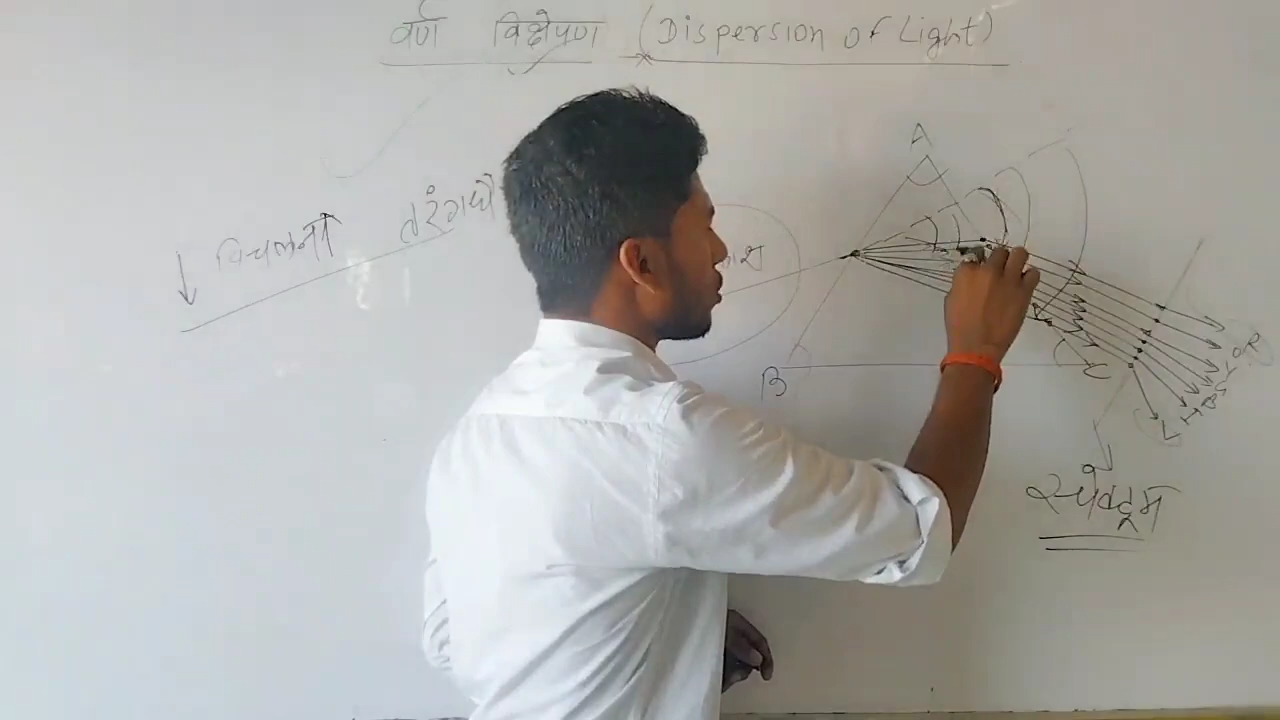 वर्ण विक्षेपण (Dispersion of Light)
A
↓ विचलन तरंगधै
B
C
R
स्पेक्ट्रम